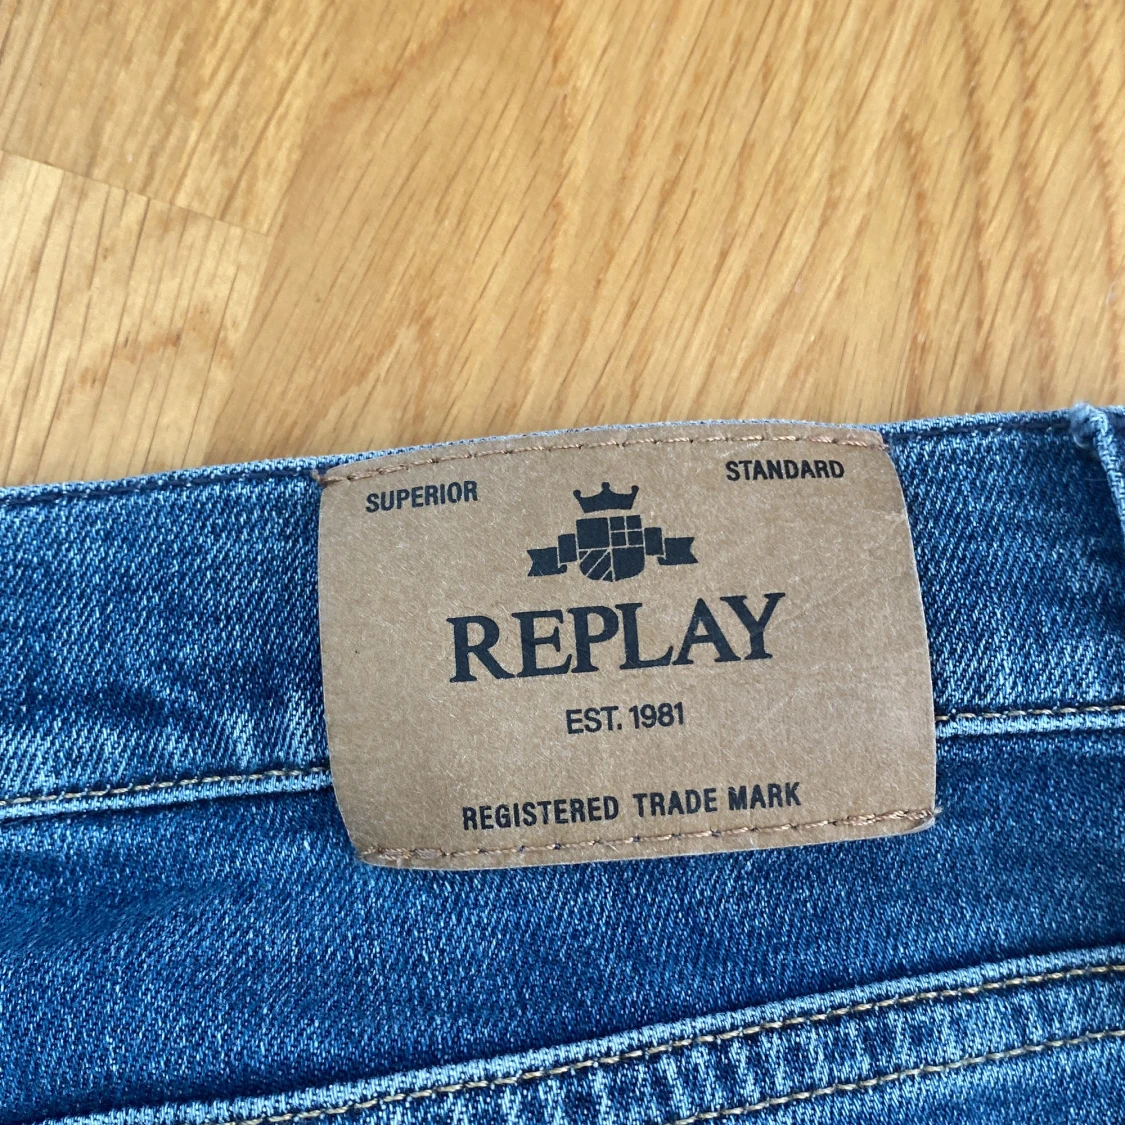 SUPERIOR STANDARD
REPLAY
EST. 1981
REGISTERED TRADE MARK